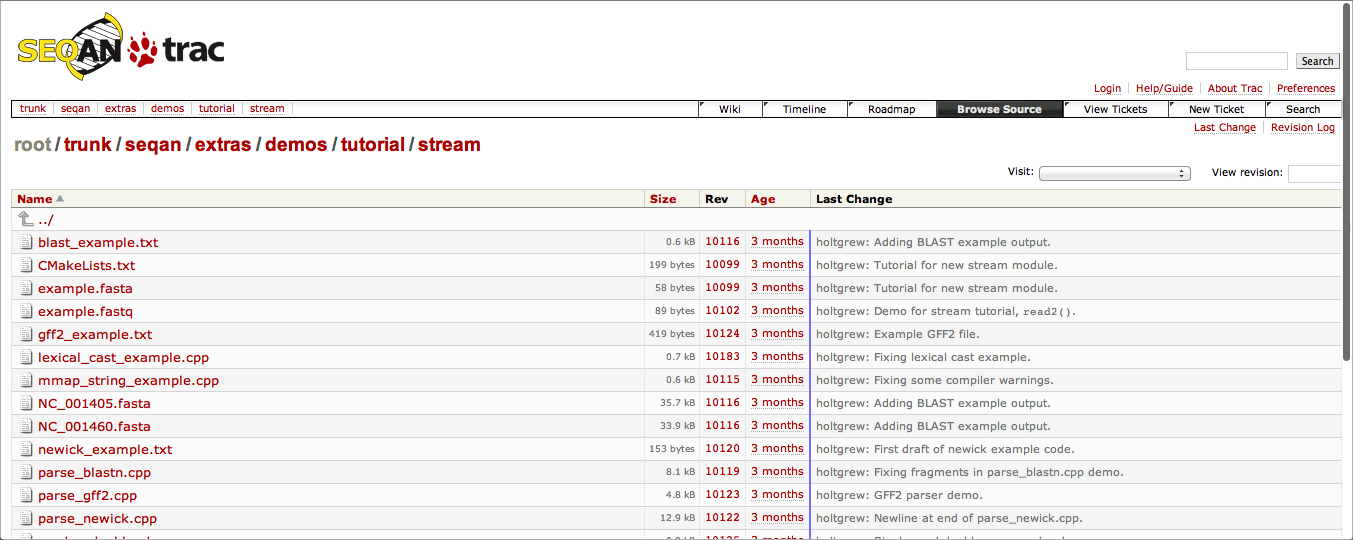 SEQAN trac
Search
Login Help/Guide About Trac Preferences
trunk seqan extras demos tutorial stream Wiki Timeline Roadmap Browse Source View Tickets New Ticket Search
Last Change Revision Log
root / trunk / seqan / extras / demos / tutorial / stream
Visit: View revision:
Name Size Rev Age Last Change
../
blast_example.txt 0.6 kB 10116 3 months holtgrew: Adding BLAST example output.
CMakeLists.txt 199 bytes 10099 3 months holtgrew: Tutorial for new stream module.
example.fasta 58 bytes 10099 3 months holtgrew: Tutorial for new stream module.
example.fastq 89 bytes 10102 3 months holtgrew: Demo for stream tutorial, read2().
gff2_example.txt 419 bytes 10124 3 months holtgrew: Example GFF2 file.
lexical_cast_example.cpp 0.7 kB 10183 3 months holtgrew: Fixing lexical cast example.
mmap_string_example.cpp 0.6 kB 10115 3 months holtgrew: Fixing some compiler warnings.
NC_001405.fasta 35.7 kB 10116 3 months holtgrew: Adding BLAST example output.
NC_001460.fasta 33.9 kB 10116 3 months holtgrew: Adding BLAST example output.
newick_example.txt 153 bytes 10120 3 months holtgrew: First draft of newick example code.
parse_blastn.cpp 8.1 kB 10119 3 months holtgrew: Fixing fragments in parse_blastn.cpp demo.
parse_gff2.cpp 4.8 kB 10123 3 months holtgrew: GFF2 parser demo.
parse_newick.cpp 12.9 kB 10122 3 months holtgrew: Newline at end of parse_newick.cpp.